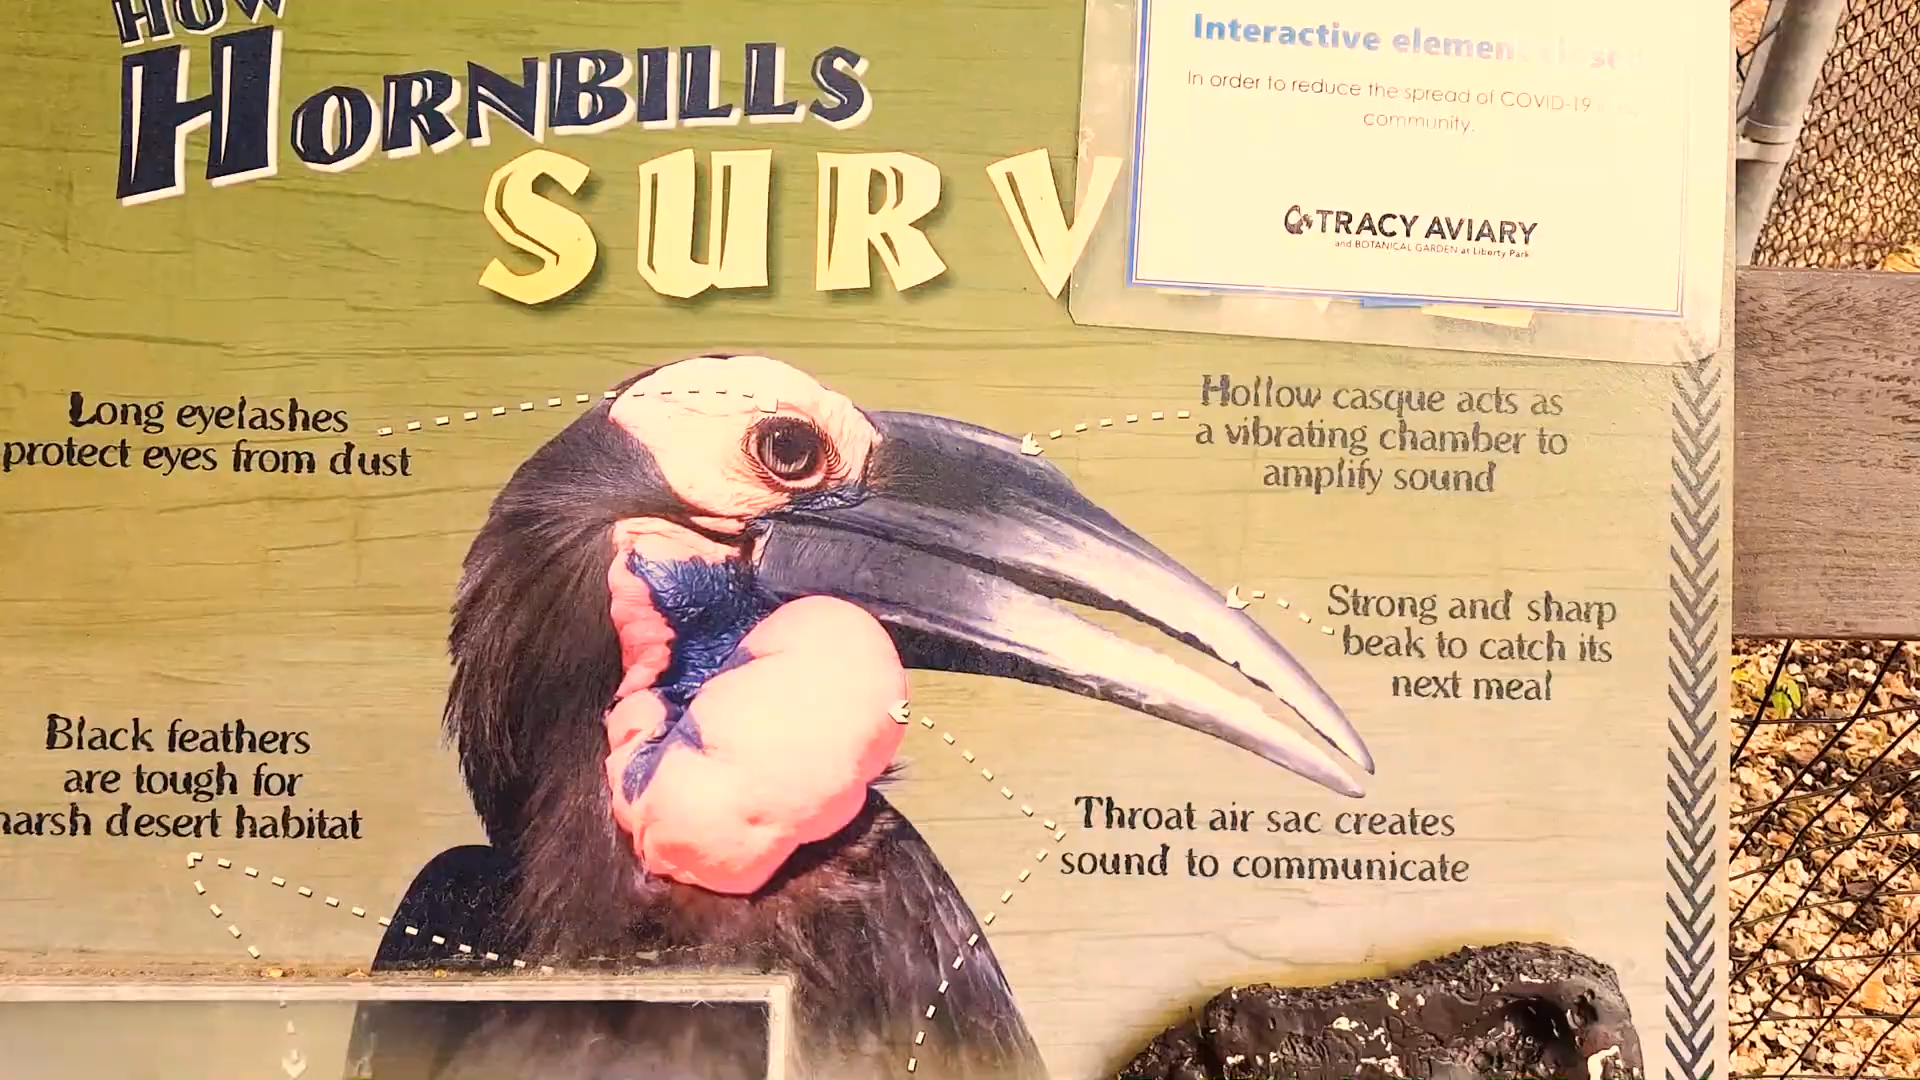 HOW
HORNBILLS
SURV
Interactive element closed
In order to reduce the spread of COVID-19
community.
TRACY AVIARY
and BOTANICAL GARDEN at Liberty Park
Long eyelashes
protect eyes from dust
Hollow casque acts as
a vibrating chamber to
amplify sound
Strong and sharp
beak to catch its
next meal
Black feathers
are tough for
harsh desert habitat
Throat air sac creates
sound to communicate